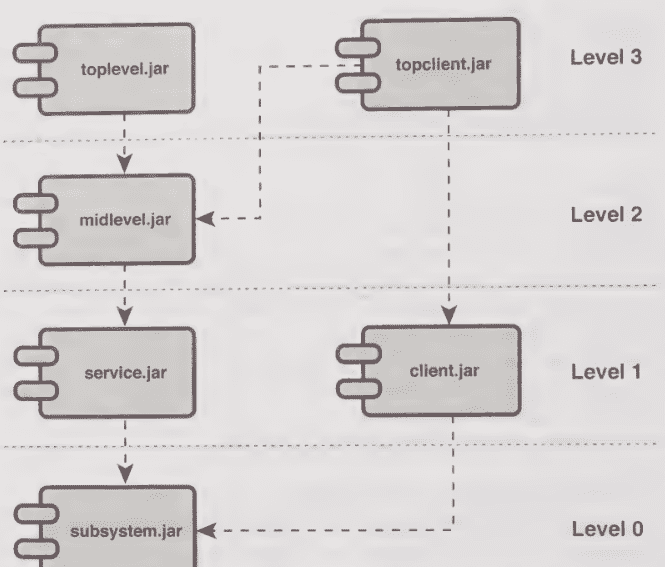 toplevel.jar
topclient.jar
Level 3
midlevel.jar
Level 2
service.jar
client.jar
Level 1
subsystem.jar
Level 0